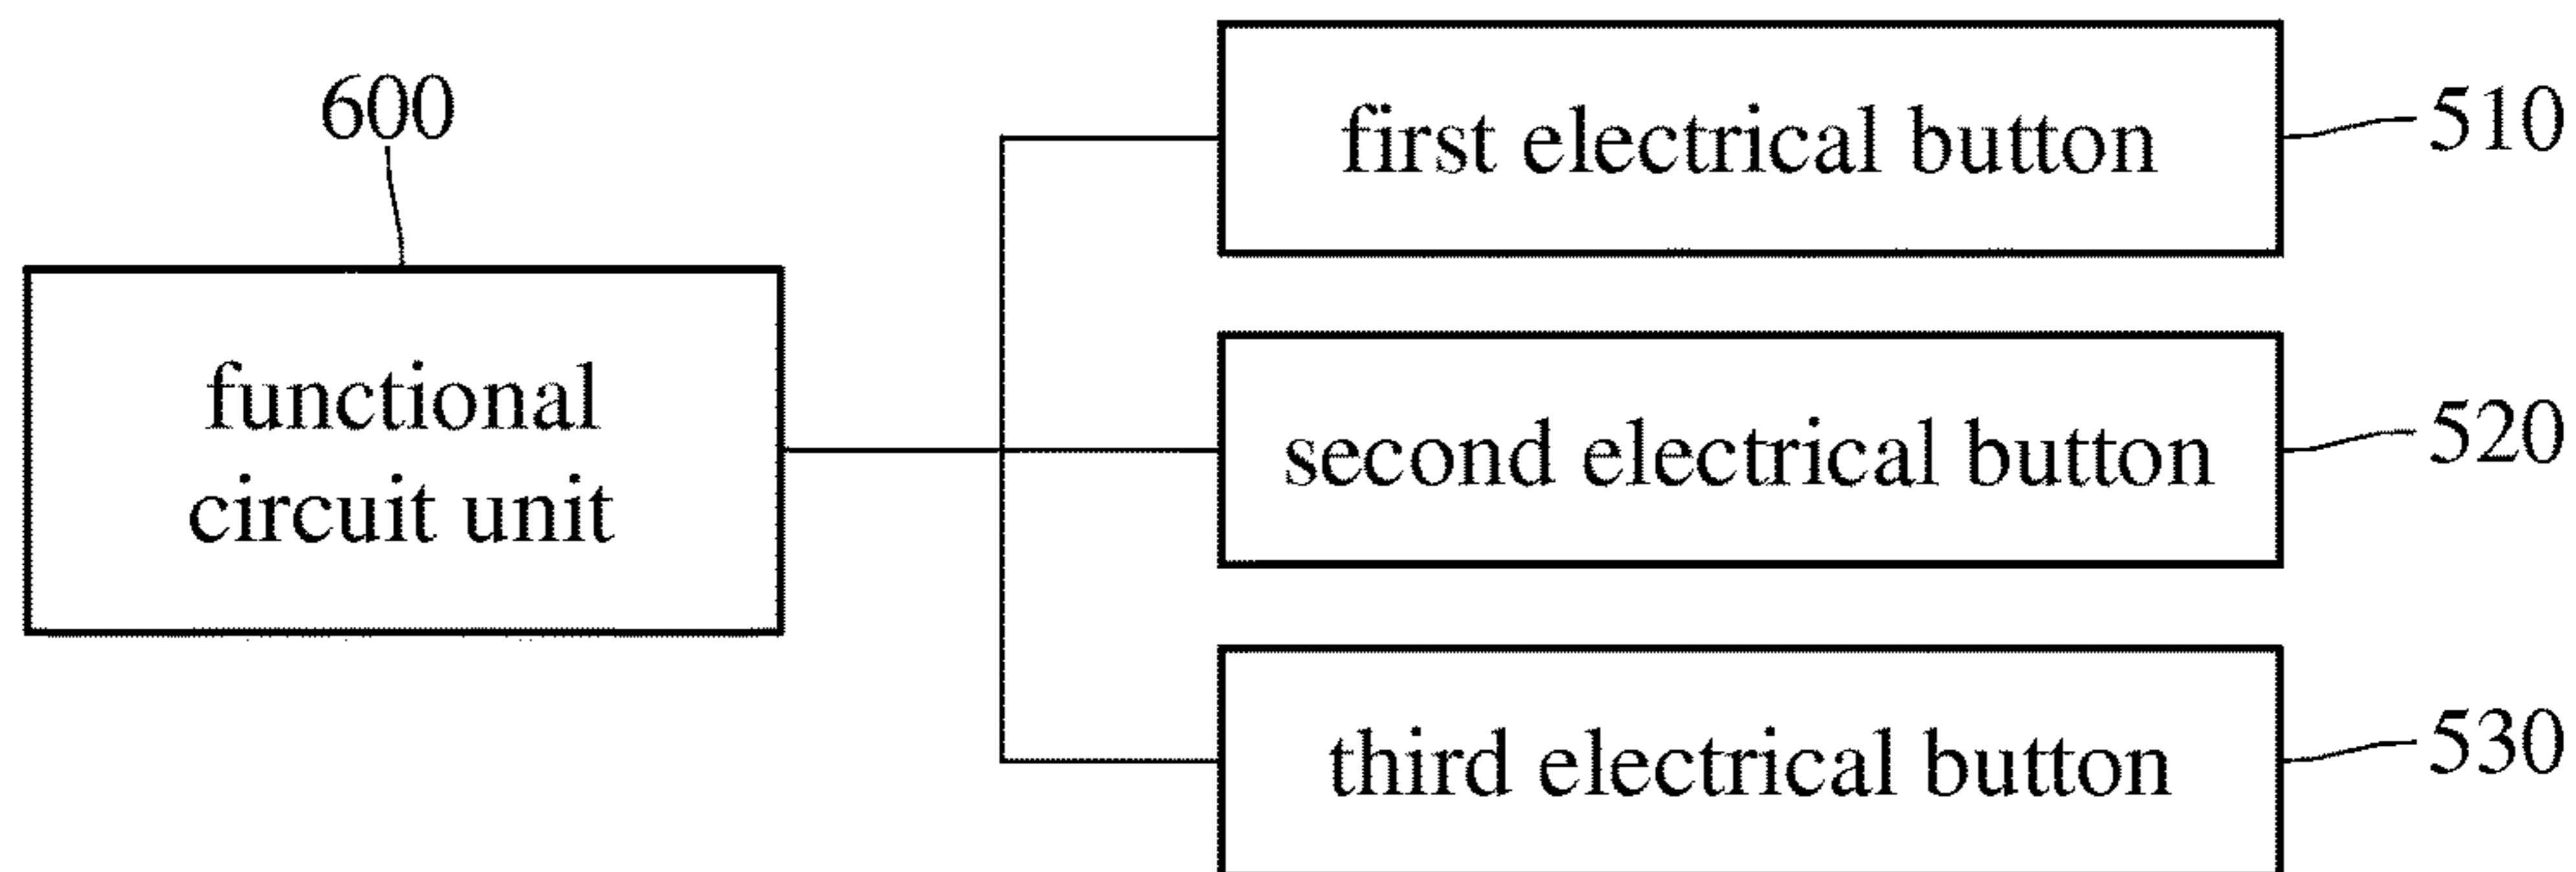 600
functional
circuit unit
first electrical button
510
second electrical button
520
third electrical button
530